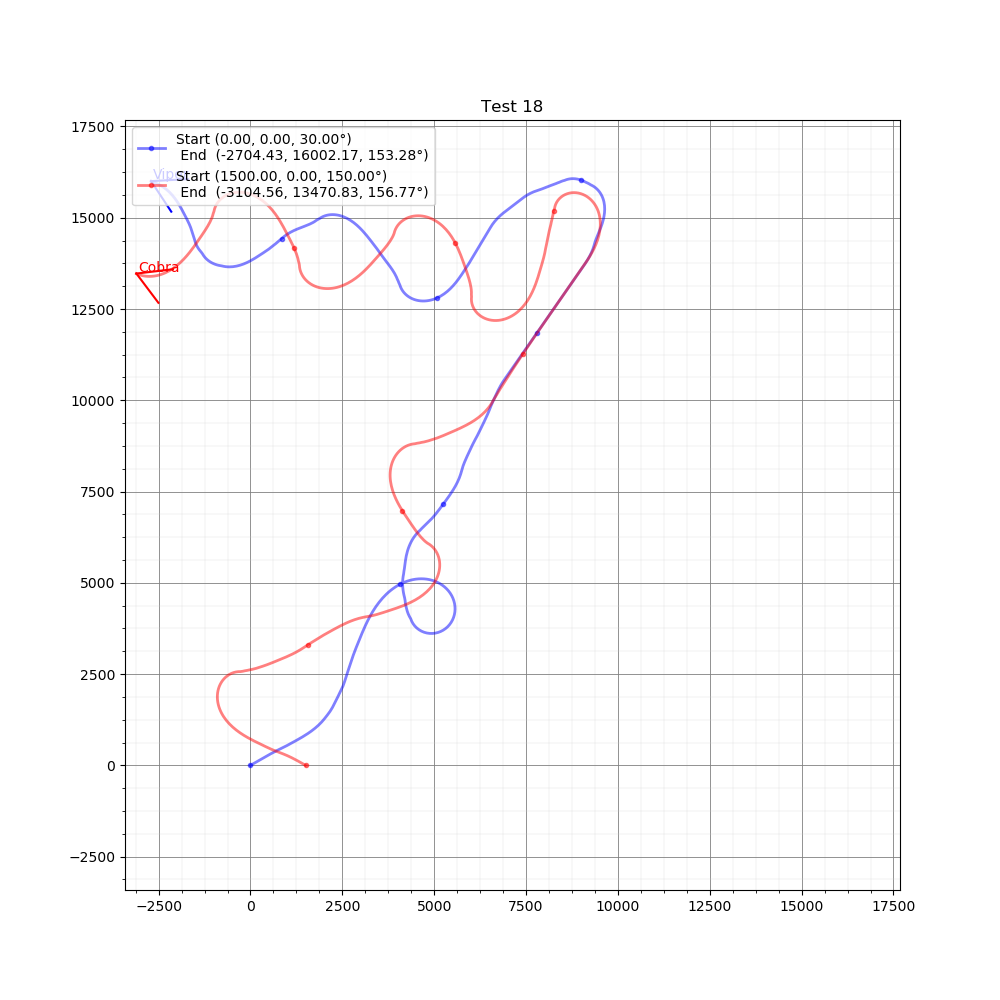 Test 18
Start (0.00, 0.00, 30.00°)
End (-2704.43, 16002.17, 153.28°)
Start (1500.00, 0.00, 150.00°)
End (-3104.56, 13470.83, 156.77°)
Viper
Cobra
17500
15000
12500
10000
7500
5000
2500
0
−2500
−2500 0 2500 5000 7500 10000 12500 15000 17500